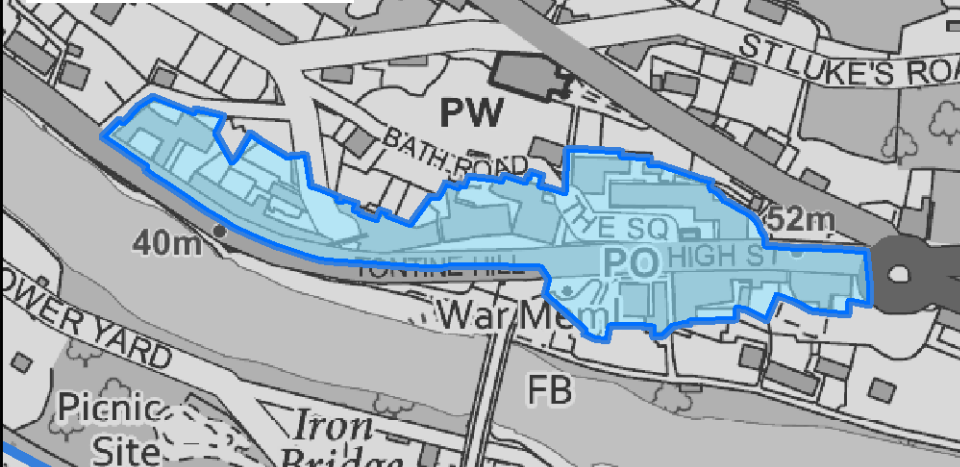 ST LUKE'S ROA
PW
BATH ROAD
52m
THE SQ
40m
PO
HIGH ST
TONTINE HILL
War Mem
OWER YARD
FB
Picnic
Site
Iron
Bridge